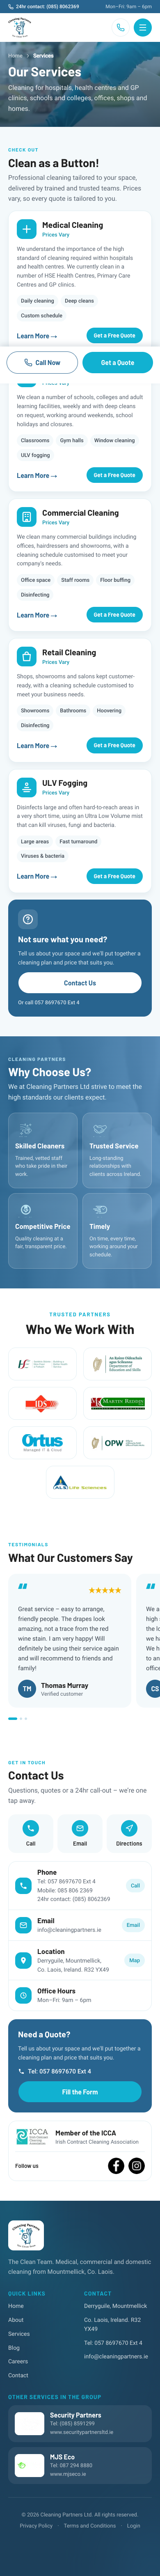 24hr contact: (085) 8062369
Mon–Fri: 9am – 6pm
Home
Services
Our Services
Cleaning for hospitals, health centres and GP
clinics, schools and colleges, offices, shops and
homes.
CHECK OUT
Clean as a Button!
Professional cleaning tailored to your space,
delivered by trained and trusted teams. Prices
vary, so every quote is tailored to you.
Medical Cleaning
Prices Vary
We understand the importance of the high
standard of cleaning required within hospitals
and health centres. We currently clean in a
number of HSE Health Centres, Primary Care
Centres and GP clinics.
Daily cleaning
Deep cleans
Custom schedule
Learn More →
Get a Free Quote
Call Now
Get a Quote
Prices Vary
We clean a number of schools, colleges and adult
learning facilities, weekly and with deep cleans
on request, working around weekends, school
holidays and closures.
Classrooms
Gym halls
Window cleaning
ULV fogging
Learn More →
Get a Free Quote
Commercial Cleaning
Prices Vary
We clean many commercial buildings including
offices, hairdressers and showrooms, with a
cleaning schedule customised to meet your
company's needs.
Office space
Staff rooms
Floor buffing
Disinfecting
Learn More →
Get a Free Quote
Retail Cleaning
Prices Vary
Shops, showrooms and salons kept customer-
ready, with a cleaning schedule customised to
meet your business needs.
Showrooms
Bathrooms
Hoovering
Disinfecting
Learn More →
Get a Free Quote
ULV Fogging
Prices Vary
Disinfects large and often hard-to-reach areas in
a very short time, using an Ultra Low Volume mist
that can kill viruses, fungi and bacteria.
Large areas
Fast turnaround
Viruses & bacteria
Learn More →
Get a Free Quote
Not sure what you need?
Tell us about your space and we'll put together a
cleaning plan and price that suits you.
Contact Us
Or call 057 8697670 Ext 4
CLEANING PARTNERS
Why Choose Us?
We at Cleaning Partners Ltd strive to meet the
high standards our clients expect.
Skilled Cleaners
Trained, vetted staff
who take pride in their
work.
Trusted Service
Long-standing
relationships with
clients across Ireland.
Competitive Price
Quality cleaning at a
fair, transparent price.
Timely
On time, every time,
working around your
schedule.
TRUSTED PARTNERS
Who We Work With
IDS
MARTIN REDDY
Ortus
OPW
ALS Life Sciences
TESTIMONIALS
What Our Customers Say
Great service – easy to arrange,
friendly people. The drapes look
amazing, not a trace from the red
wine stain. I am very happy! Will
definitely be using the their service again
and will recommend to friends and
family!
TM
Thomas Murray
Verified customer
CS
GET IN TOUCH
Contact Us
Questions, quotes or a 24hr call-out – we're one
tap away.
Call
Email
Directions
Phone
Tel: 057 8697670 Ext 4
Mobile: 085 806 2369
24hr contact: (085) 8062369
Call
Email
info@cleaningpartners.ie
Email
Location
Derryguile, Mountmellick,
Co. Laois, Ireland. R32 YX49
Map
Office Hours
Mon–Fri: 9am – 6pm
Need a Quote?
Tell us about your space and we'll put together a
cleaning plan and price that suits you.
Tel: 057 8697670 Ext 4
Fill the Form
ICCA
Member of the ICCA
Irish Contract Cleaning Association
Follow us
The Clean Team. Medical, commercial and domestic
cleaning from Mountmellick, Co. Laois.
QUICK LINKS
Home
About
Services
Blog
Careers
Contact
CONTACT
Derryguile, Mountmellick
Co. Laois, Ireland. R32
YX49
Tel: 057 8697670 Ext 4
info@cleaningpartners.ie
OTHER SERVICES IN THE GROUP
Security Partners
Tel: (085) 8591299
www.securitypartnersltd.ie
MJS Eco
Tel: 087 294 8880
www.mjseco.ie
© 2026 Cleaning Partners Ltd. All rights reserved.
Privacy Policy
Terms and Conditions
Login